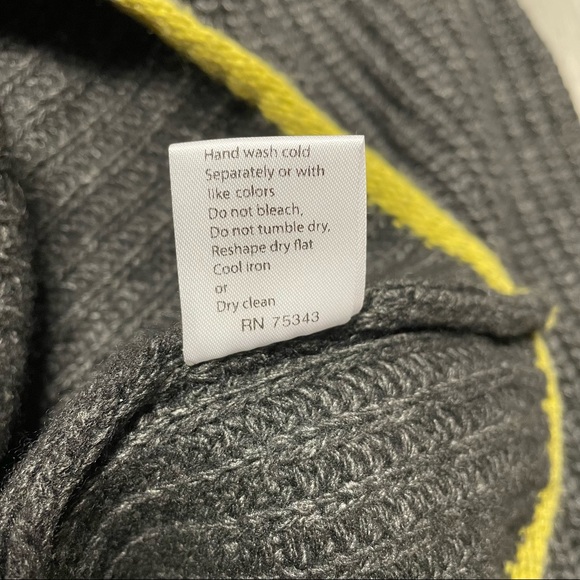 Hand wash cold
Separately or with
like colors
Do not bleach,
Do not tumble dry,
Reshape dry flat
Cool iron
or
Dry clean
RN 75343